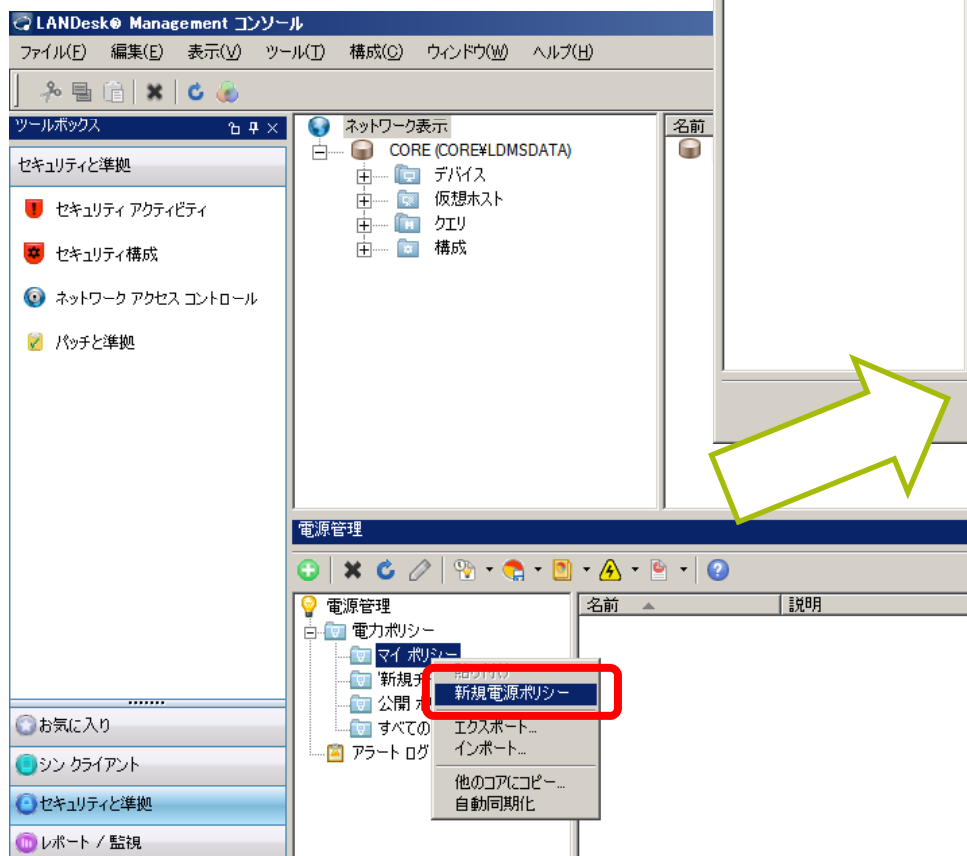 LANDesk® Management コンソール
ファイル(F) 編集(E) 表示(V) ツール(T) 構成(C) ウィンドウ(W) ヘルプ(H)
ツールボックス
セキュリティと準拠
セキュリティ アクティビティ
セキュリティ構成
ネットワーク アクセス コントロール
パッチと準拠
お気に入り
シン クライアント
セキュリティと準拠
レポート / 監視
ネットワーク表示
CORE (CORE¥LDMSDATA)
デバイス
仮想ホスト
クエリ
構成
名前
電源管理
電源管理
電力ポリシー
マイ ポリシー
'新規
公開
すべての
アラート ログ
名前 説明
貼り付け
新規電源ポリシー
エクスポート...
インポート...
他のコアにコピー...
自動同期化